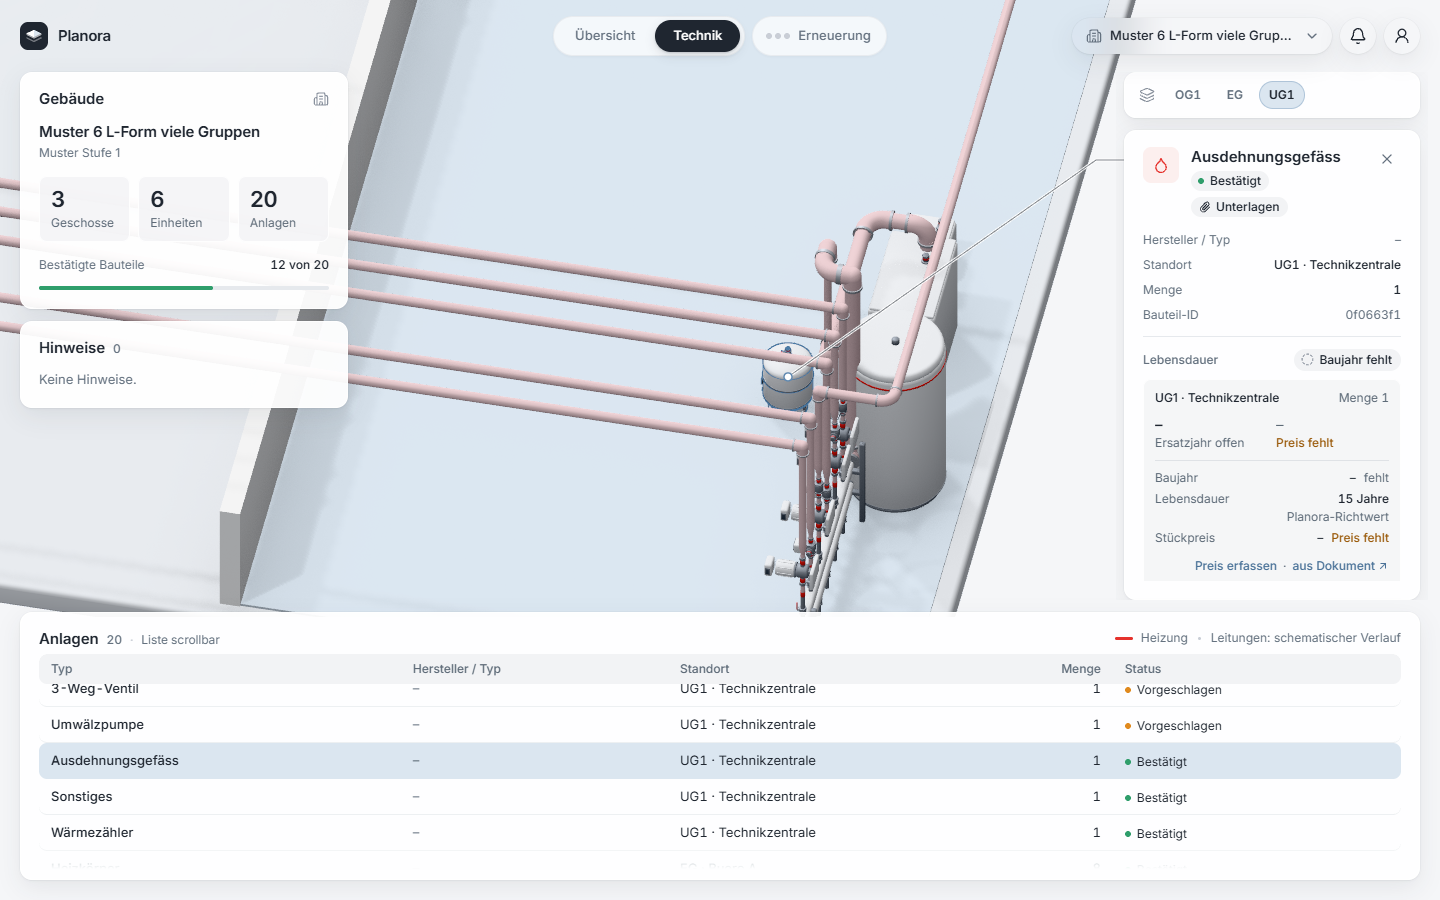 Planora
Übersicht
Technik
Erneuerung
Muster 6 L-Form viele Grup...
Gebäude
Muster 6 L-Form viele Gruppen
Muster Stufe 1
3
Geschosse
6
Einheiten
20
Anlagen
Bestätigte Bauteile 12 von 20
Hinweise 0
Keine Hinweise.
OG1 EG UG1
Ausdehnungsgefäss
Bestätigt
Unterlagen
Hersteller / Typ –
Standort UG1 · Technikzentrale
Menge 1
Bauteil-ID 0f0663f1
Lebensdauer Baujahr fehlt
UG1 · Technikzentrale Menge 1
– –
Ersatzjahr offen Preis fehlt
Baujahr – fehlt
Lebensdauer 15 Jahre
Planora-Richtwert
Stückpreis – Preis fehlt
Preis erfassen · aus Dokument ↗
Anlagen 20 · Liste scrollbar
Heizung • Leitungen: schematischer Verlauf
Typ Hersteller / Typ Standort Menge Status
3-Weg-Ventil – UG1 · Technikzentrale 1 Vorgeschlagen
Umwälzpumpe – UG1 · Technikzentrale 1 Vorgeschlagen
Ausdehnungsgefäss – UG1 · Technikzentrale 1 Bestätigt
Sonstiges – UG1 · Technikzentrale 1 Bestätigt
Wärmezähler – UG1 · Technikzentrale 1 Bestätigt